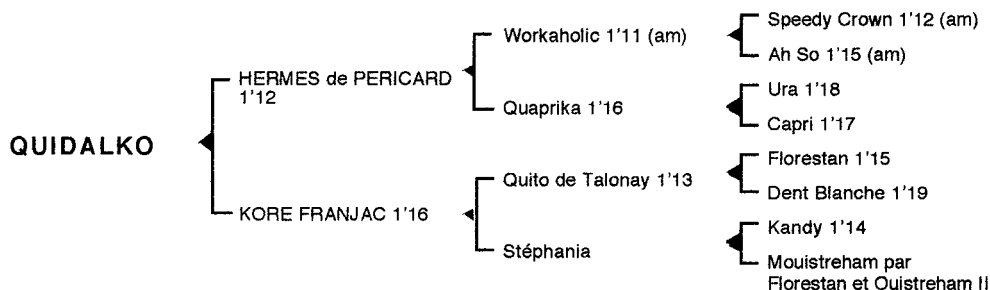 Speedy Crown 1'12 (am)
Workaholic 1'11 (am)
Ah So 1'15 (am)
HERMES de PERICARD
1'12
Ura 1'18
Quaprika 1'16
Capri 1'17
QUIDALKO
Florestan 1'15
Quito de Talonay 1'13
Dent Blanche 1'19
KORE FRANJAC 1'16
Kandy 1'14
Stéphania
Mouistreham par
Florestan et Ouistreham II